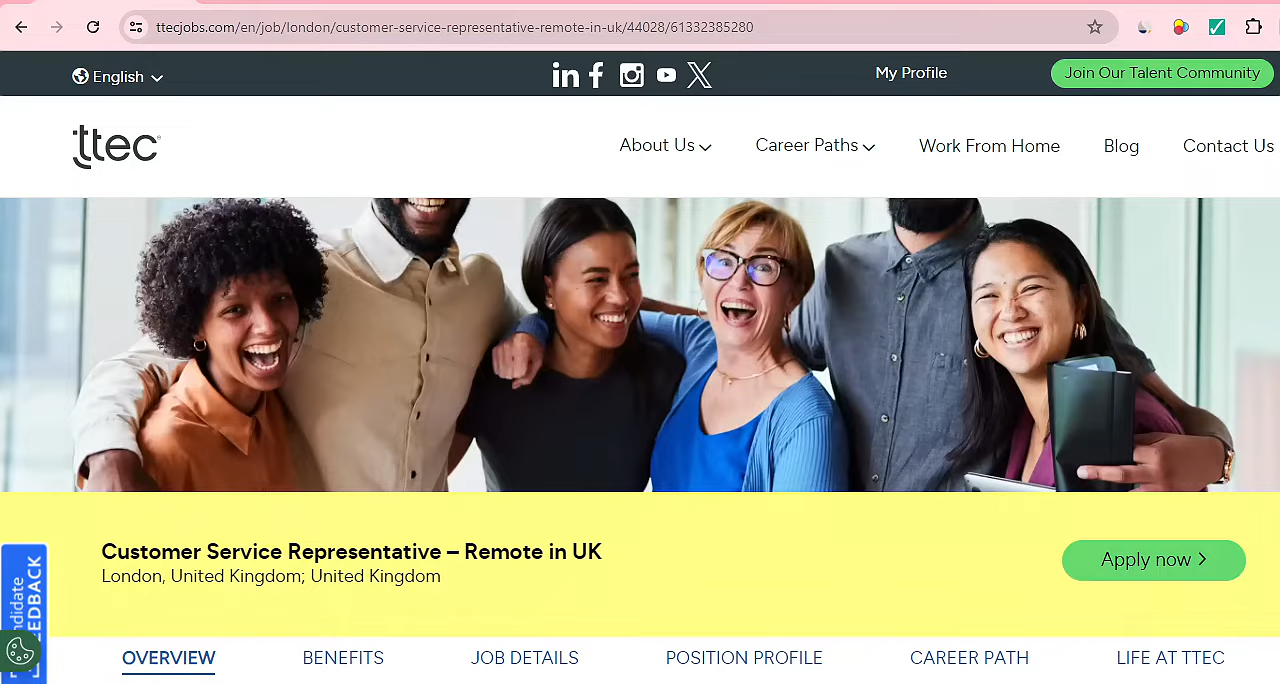 ttecjobs.com/en/job/london/customer-service-representative-remote-in-uk/44028/61332385280
English
My Profile
Join Our Talent Community
ttec
About Us
Career Paths
Work From Home
Blog
Contact Us
Customer Service Representative – Remote in UK
London, United Kingdom; United Kingdom
Apply now
OVERVIEW
BENEFITS
JOB DETAILS
POSITION PROFILE
CAREER PATH
LIFE AT TTEC